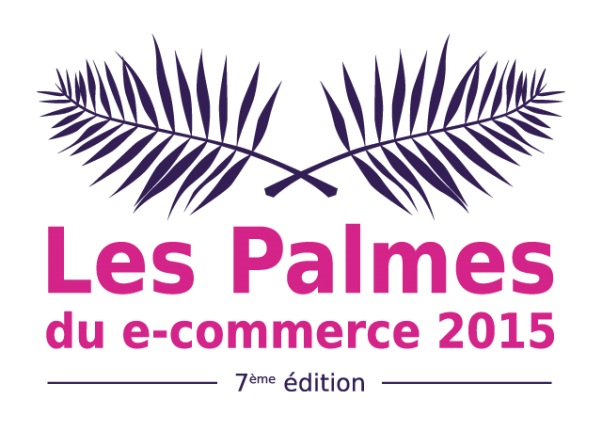 Les Palmes
du e-commerce 2015
7ème édition